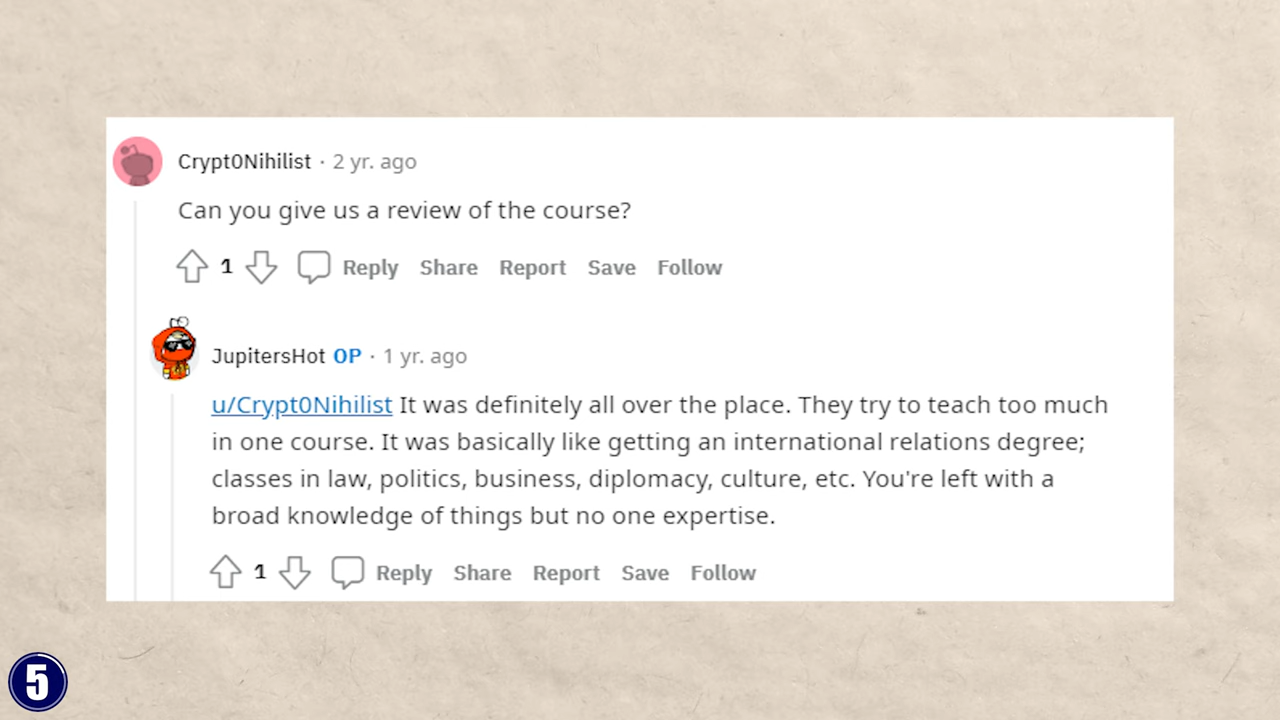 Crypt0Nihilist · 2 yr. ago
Can you give us a review of the course?
1 Reply Share Report Save Follow
JupitersHot OP · 1 yr. ago
u/Crypt0Nihilist It was definitely all over the place. They try to teach too much
in one course. It was basically like getting an international relations degree;
classes in law, politics, business, diplomacy, culture, etc. You're left with a
broad knowledge of things but no one expertise.
1 Reply Share Report Save Follow
5